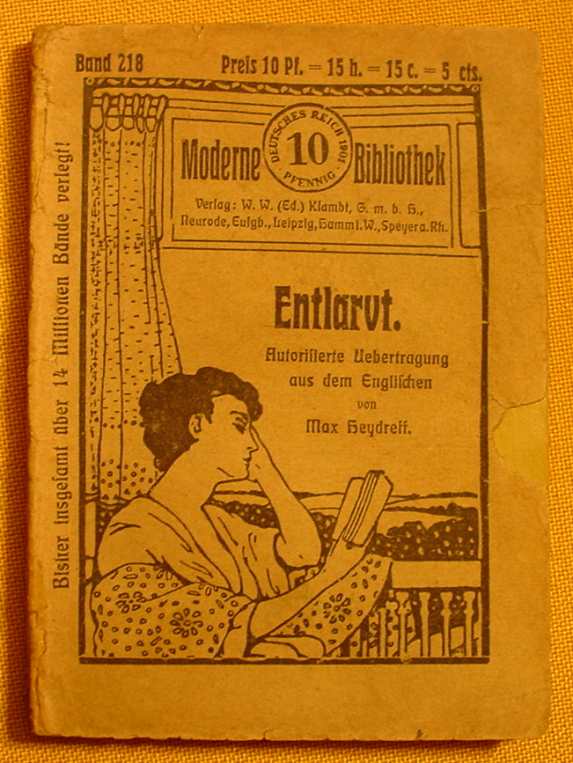 Band 218
Preis 10 Pf. = 15 h. = 15 c. = 5 cts.
Bisher insgesamt über 14 Millionen Bände verlegt!
DEUTSCHES REICH 1901
10
PFENNIG
Moderne Bibliothek
Verlag: W. W. (Ed.) Klambt, G. m. b. H.,
Neurode, Eulgb., Leipzig, Hamm i. W., Speyer a. Rh.
Entlarvt.
Autorisierte Uebertragung
aus dem Englischen
von
Max Heydreff.